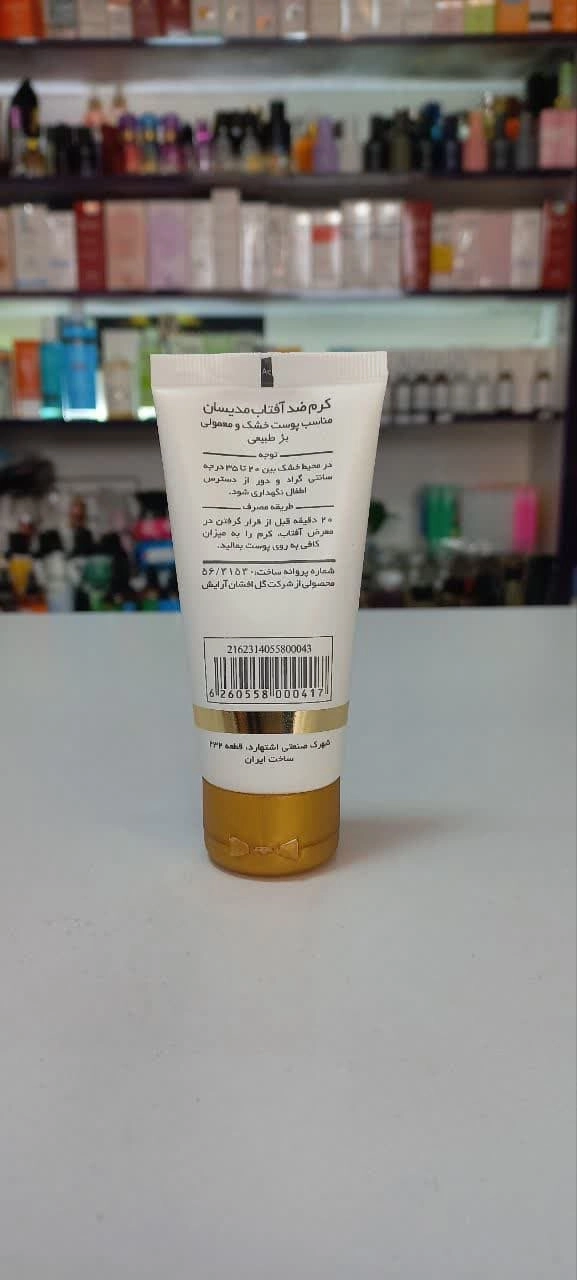 کرم ضد آفتاب مدیسان
مناسب پوست خشک و معمولی
بژ طبیعی
توجه
در محیط خشک بین ۲۰ تا ۳۵ درجه
سانتی گراد و دور از دسترس
اطفال نگهداری شود.
طریقه مصرف
۲۰ دقیقه قبل از قرار گرفتن در
معرض آفتاب، کرم را به میزان
کافی به روی پوست بمالید.
شماره پروانه ساخت: ۵۶/۳۱۵۳۰
محصولی از شرکت گل افشان آرایش
2162314055800043
6 260558 000417
شهرک صنعتی اشتهارد، قطعه ۲۳۲
ساخت ایران